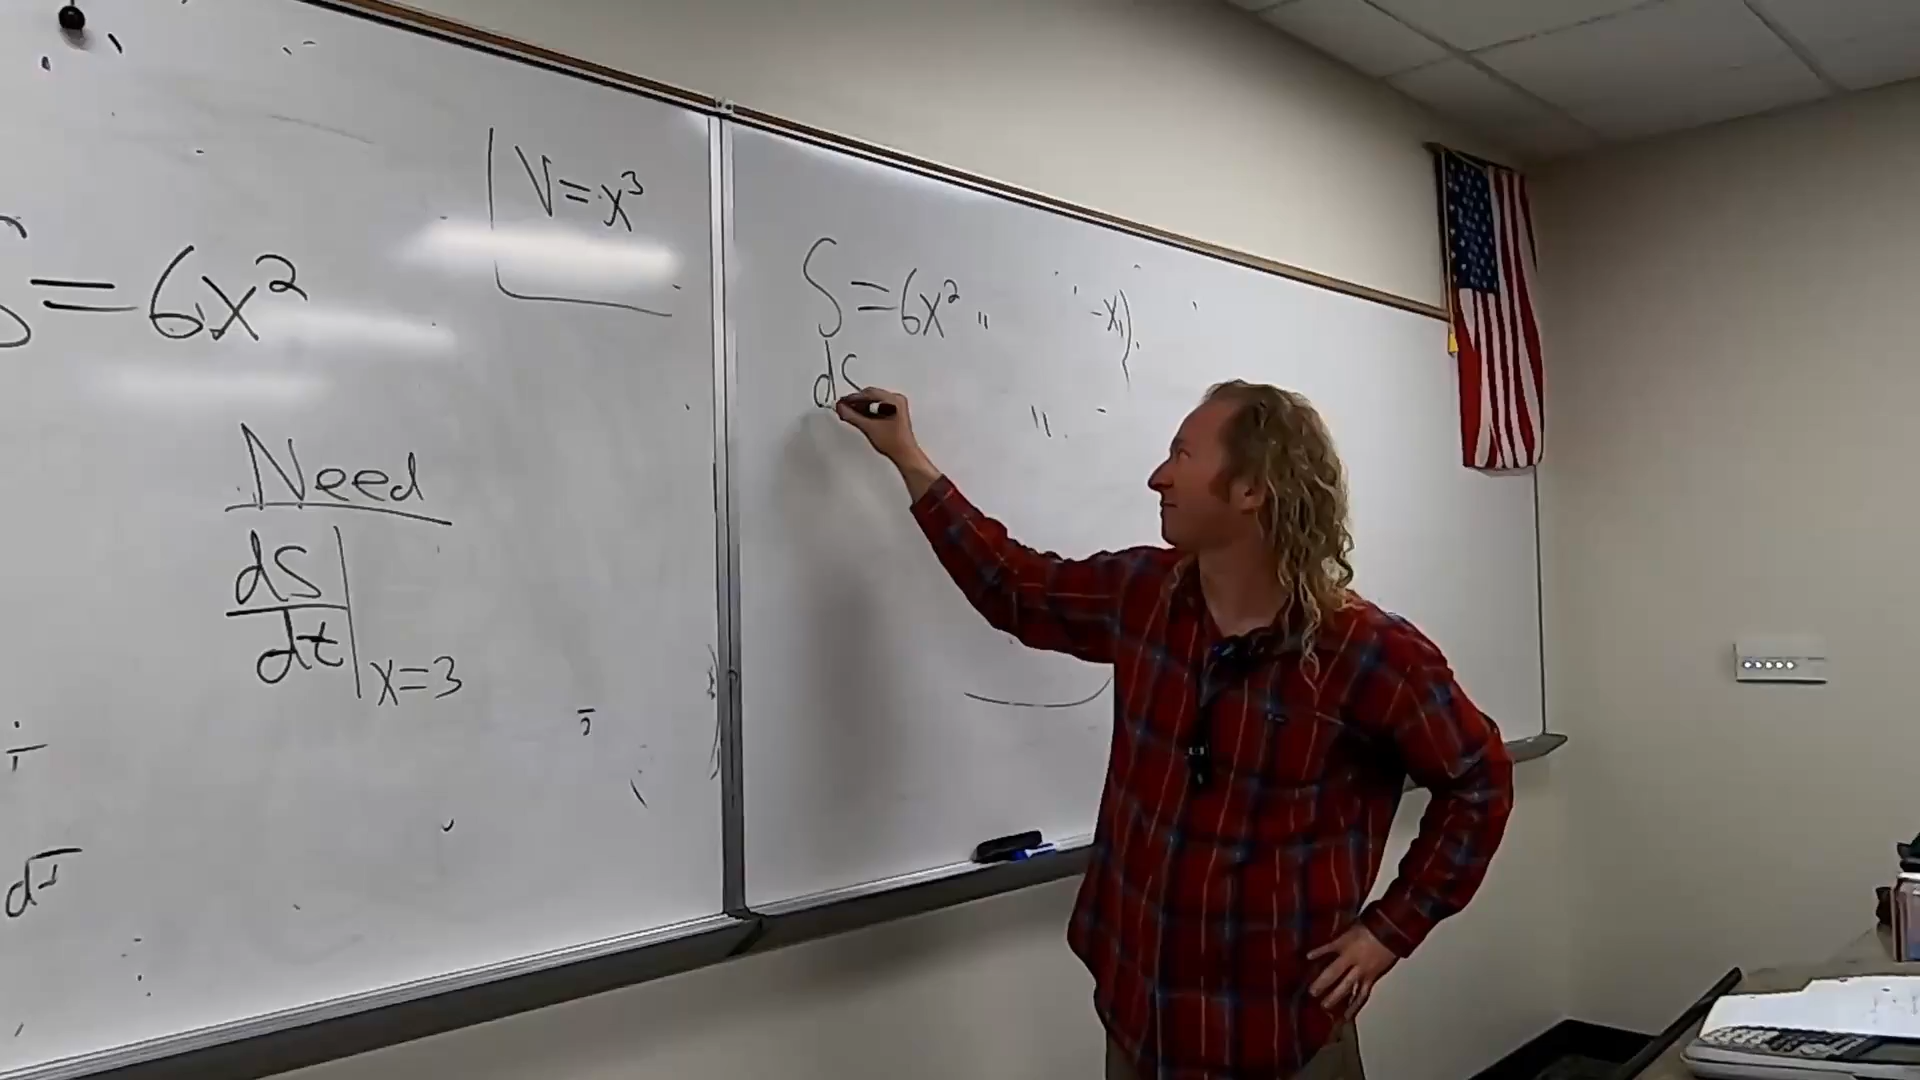 V=x³
S=6x²
Need
dS
dt
x=3
S=6x²
dS